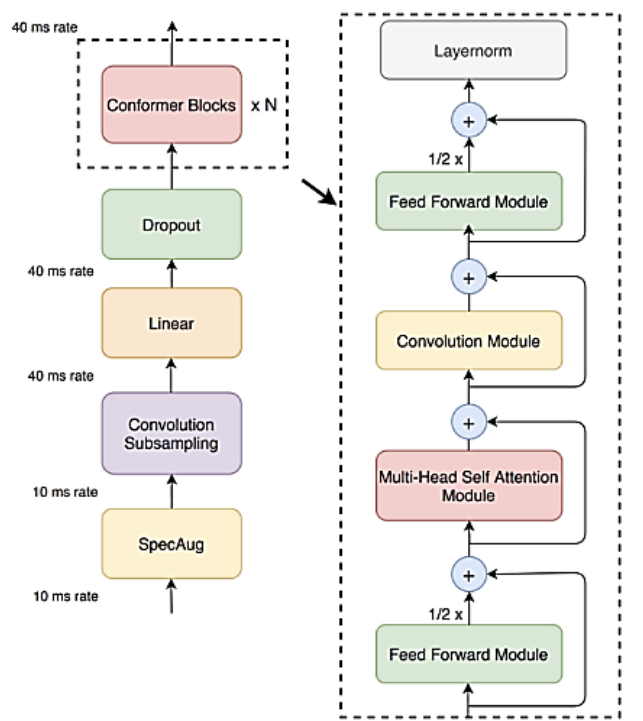 40 ms rate
Conformer Blocks
x N
Dropout
40 ms rate
Linear
40 ms rate
Convolution
Subsampling
10 ms rate
SpecAug
10 ms rate
Layernorm
+
1/2 x
Feed Forward Module
+
Convolution Module
+
Multi-Head Self Attention
Module
+
1/2 x
Feed Forward Module